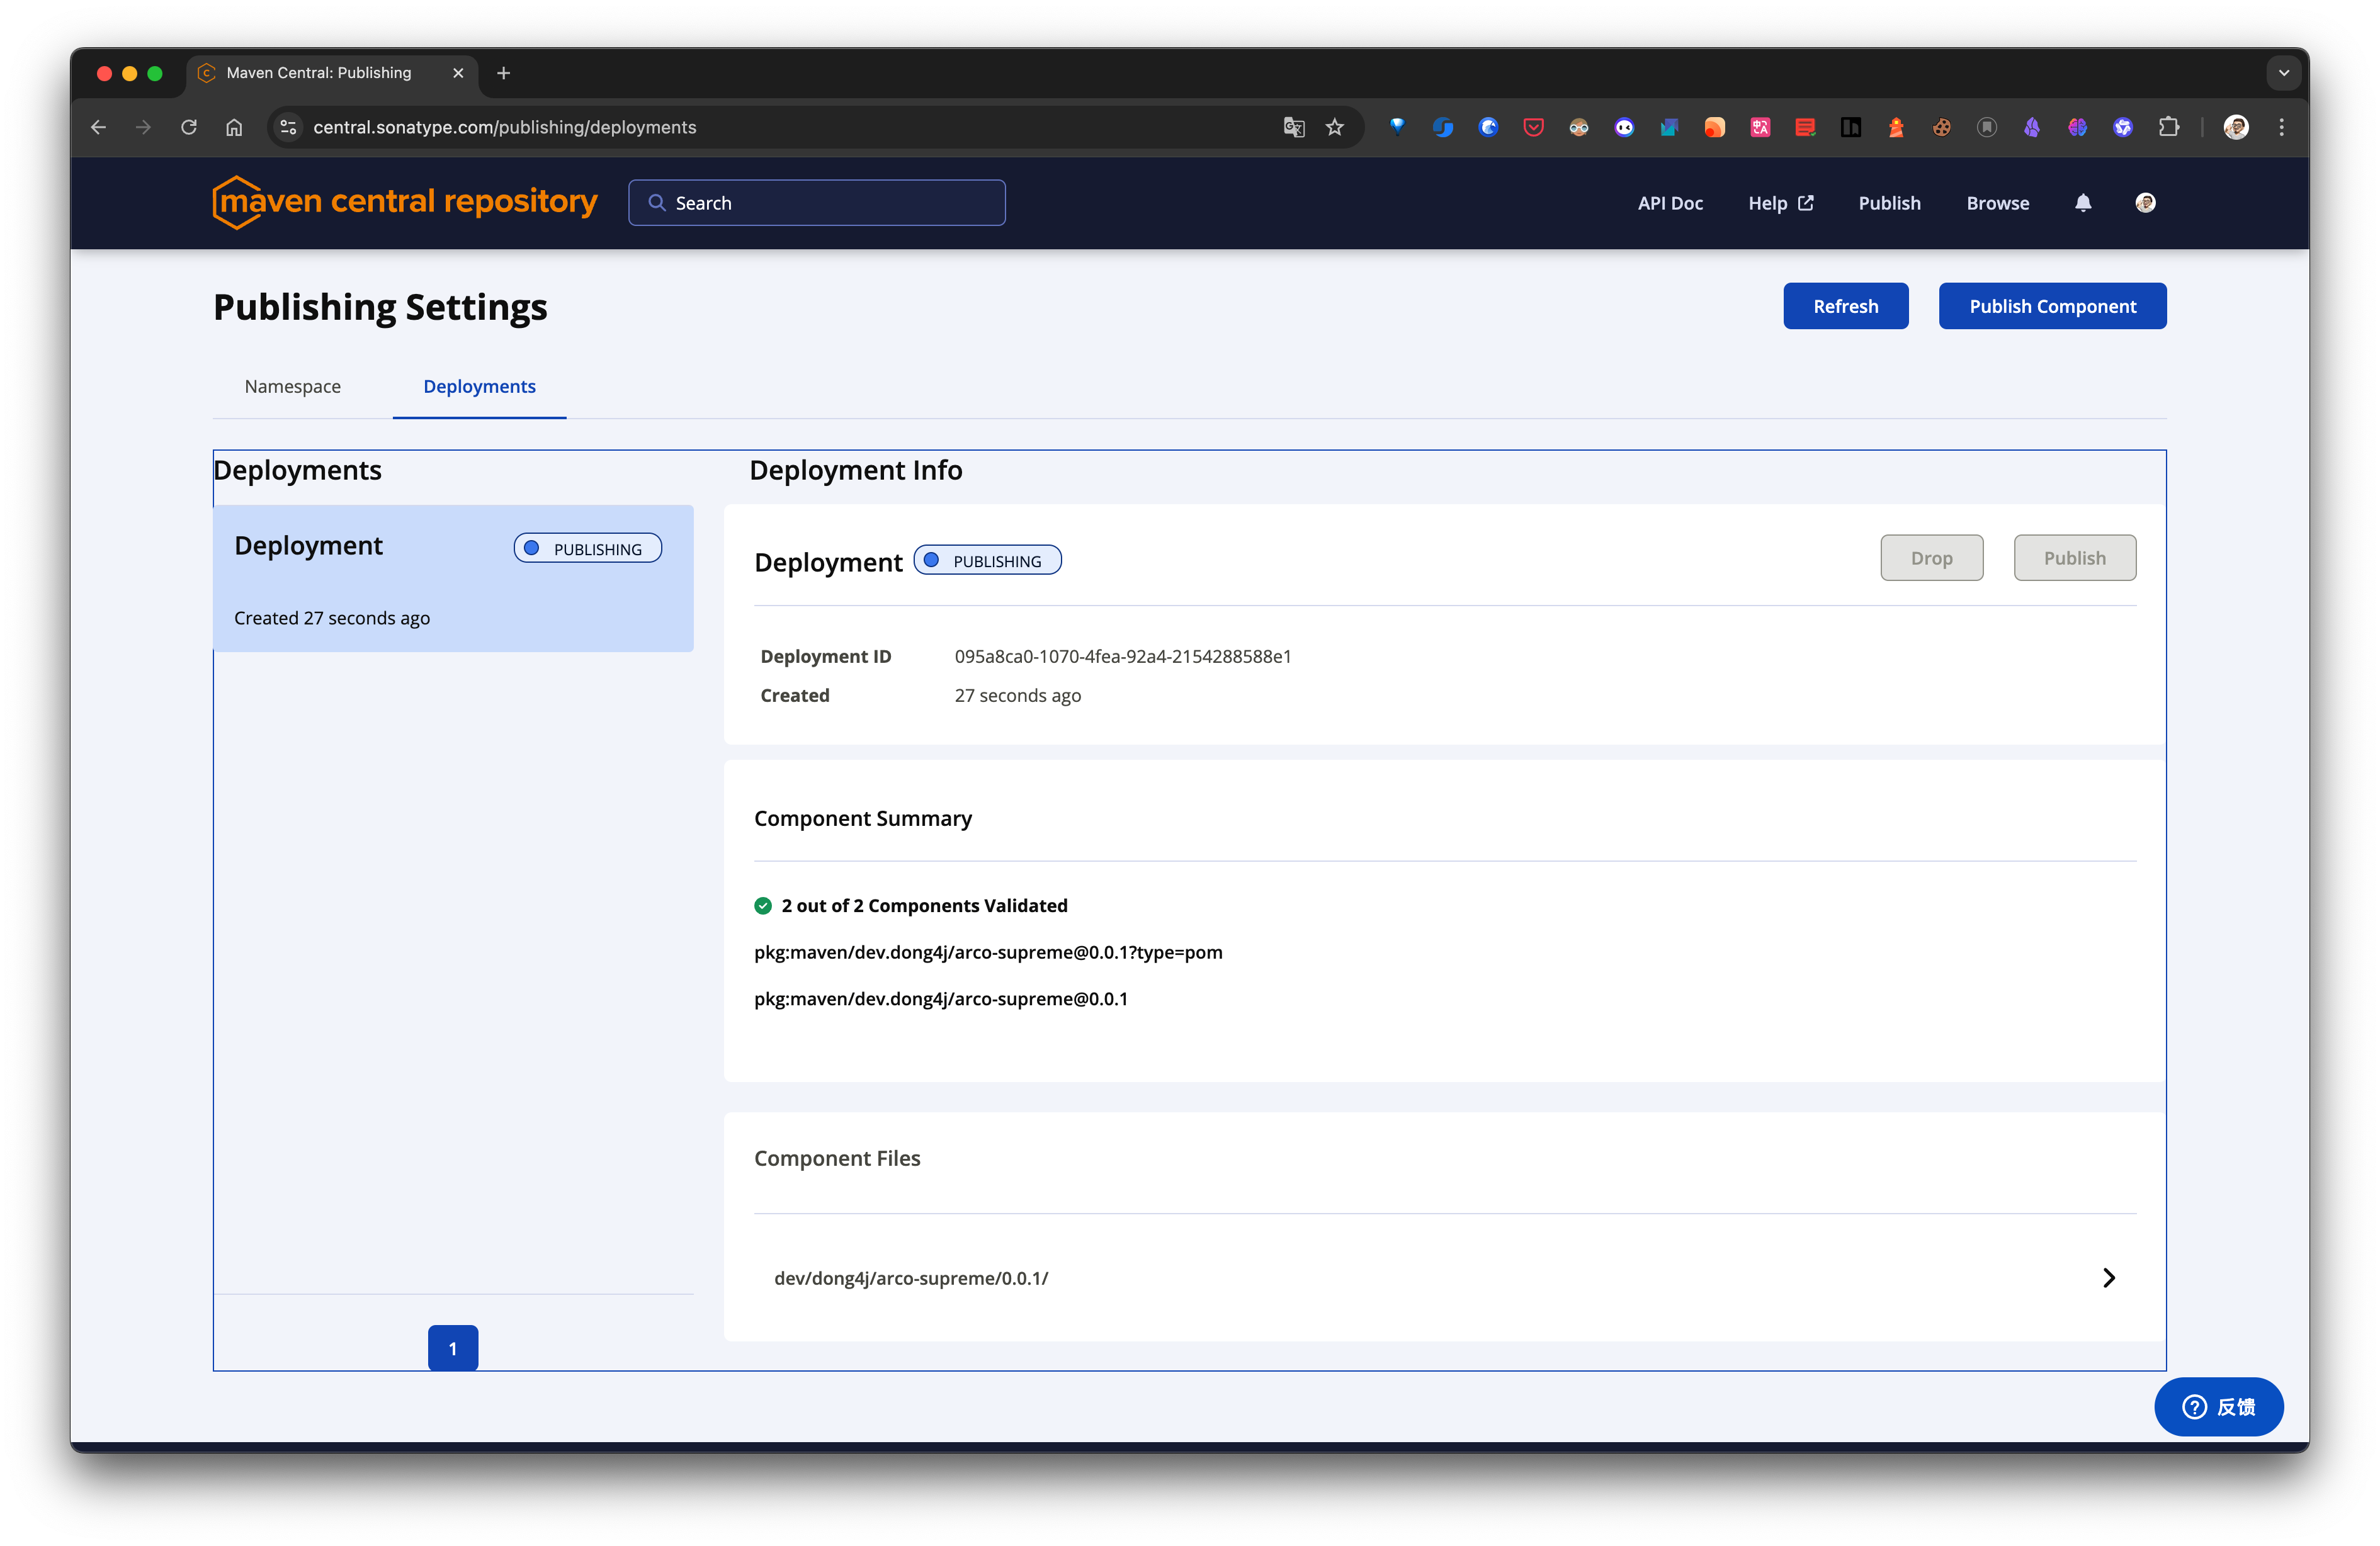 Maven Central: Publishing
central.sonatype.com/publishing/deployments
maven central repository
Search
API Doc
Help
Publish
Browse
Publishing Settings
Refresh
Publish Component
Namespace
Deployments
Deployments
Deployment
PUBLISHING
Created 27 seconds ago
1
Deployment Info
Deployment
PUBLISHING
Drop
Publish
Deployment ID 095a8ca0-1070-4fea-92a4-2154288588e1
Created 27 seconds ago
Component Summary
2 out of 2 Components Validated
pkg:maven/dev.dong4j/arco-supreme@0.0.1?type=pom
pkg:maven/dev.dong4j/arco-supreme@0.0.1
Component Files
dev/dong4j/arco-supreme/0.0.1/
反馈